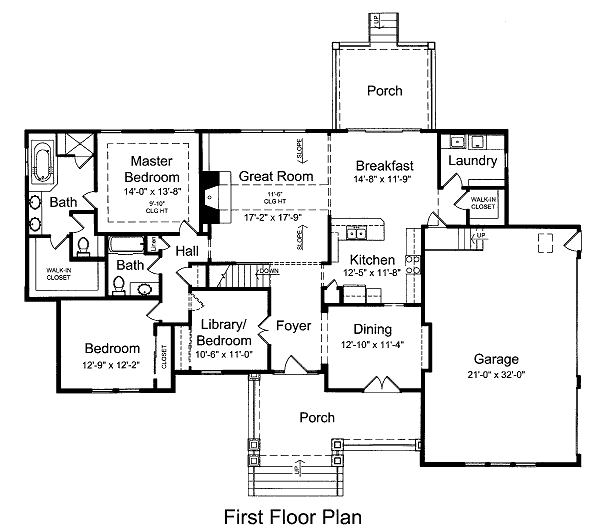 UP
Porch
Master
Bedroom
14'-0" x 13'-8"
9'-10"
CLG HT
SLOPE
Great Room
11'-6"
CLG HT
17'-2" x 17'-9"
SLOPE
Breakfast
14'-8" x 11'-9"
Laundry
WALK-IN
CLOSET
Bath
WALK-IN
CLOSET
Bath
LINEN
Hall
DOWN
Kitchen
12'-5" x 11'-8"
UP
Bedroom
12'-9" x 12'-2"
CLOSET
Library/
Bedroom
10'-6" x 11'-0"
Foyer
Dining
12'-10" x 11'-4"
Garage
21'-0" x 32'-0"
Porch
UP
First Floor Plan